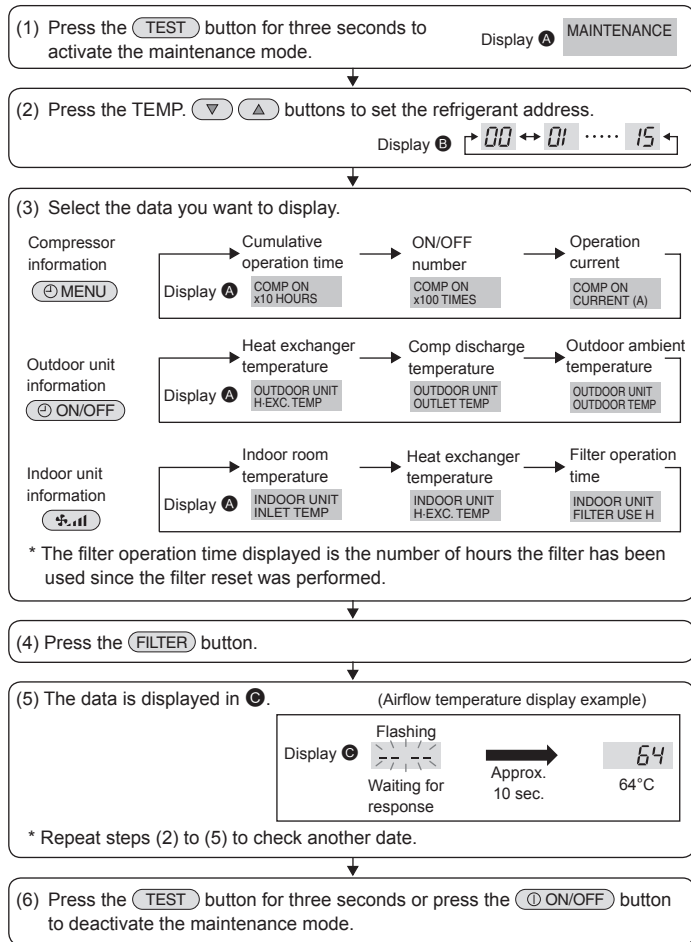 (1) Press the TEST button for three seconds to
activate the maintenance mode.
Display A MAINTENANCE
(2) Press the TEMP. ▼ ▲ buttons to set the refrigerant address.
Display B 00 ↔ 01 ····· 15
(3) Select the data you want to display.
Compressor
information
MENU
Cumulative
operation time
ON/OFF
number
Operation
current
Display A
COMP ON
x10 HOURS
COMP ON
x100 TIMES
COMP ON
CURRENT (A)
Outdoor unit
information
ON/OFF
Heat exchanger
temperature
Comp discharge
temperature
Outdoor ambient
temperature
Display A
OUTDOOR UNIT
H·EXC. TEMP
OUTDOOR UNIT
OUTLET TEMP
OUTDOOR UNIT
OUTDOOR TEMP
Indoor unit
information
Indoor room
temperature
Heat exchanger
temperature
Filter operation
time
Display A
INDOOR UNIT
INLET TEMP
INDOOR UNIT
H·EXC. TEMP
INDOOR UNIT
FILTER USE H
* The filter operation time displayed is the number of hours the filter has been
used since the filter reset was performed.
(4) Press the FILTER button.
(5) The data is displayed in C. (Airflow temperature display example)
Display C
Flashing
-- --
Waiting for
response
Approx.
10 sec.
64
64°C
* Repeat steps (2) to (5) to check another date.
(6) Press the TEST button for three seconds or press the ON/OFF button
to deactivate the maintenance mode.